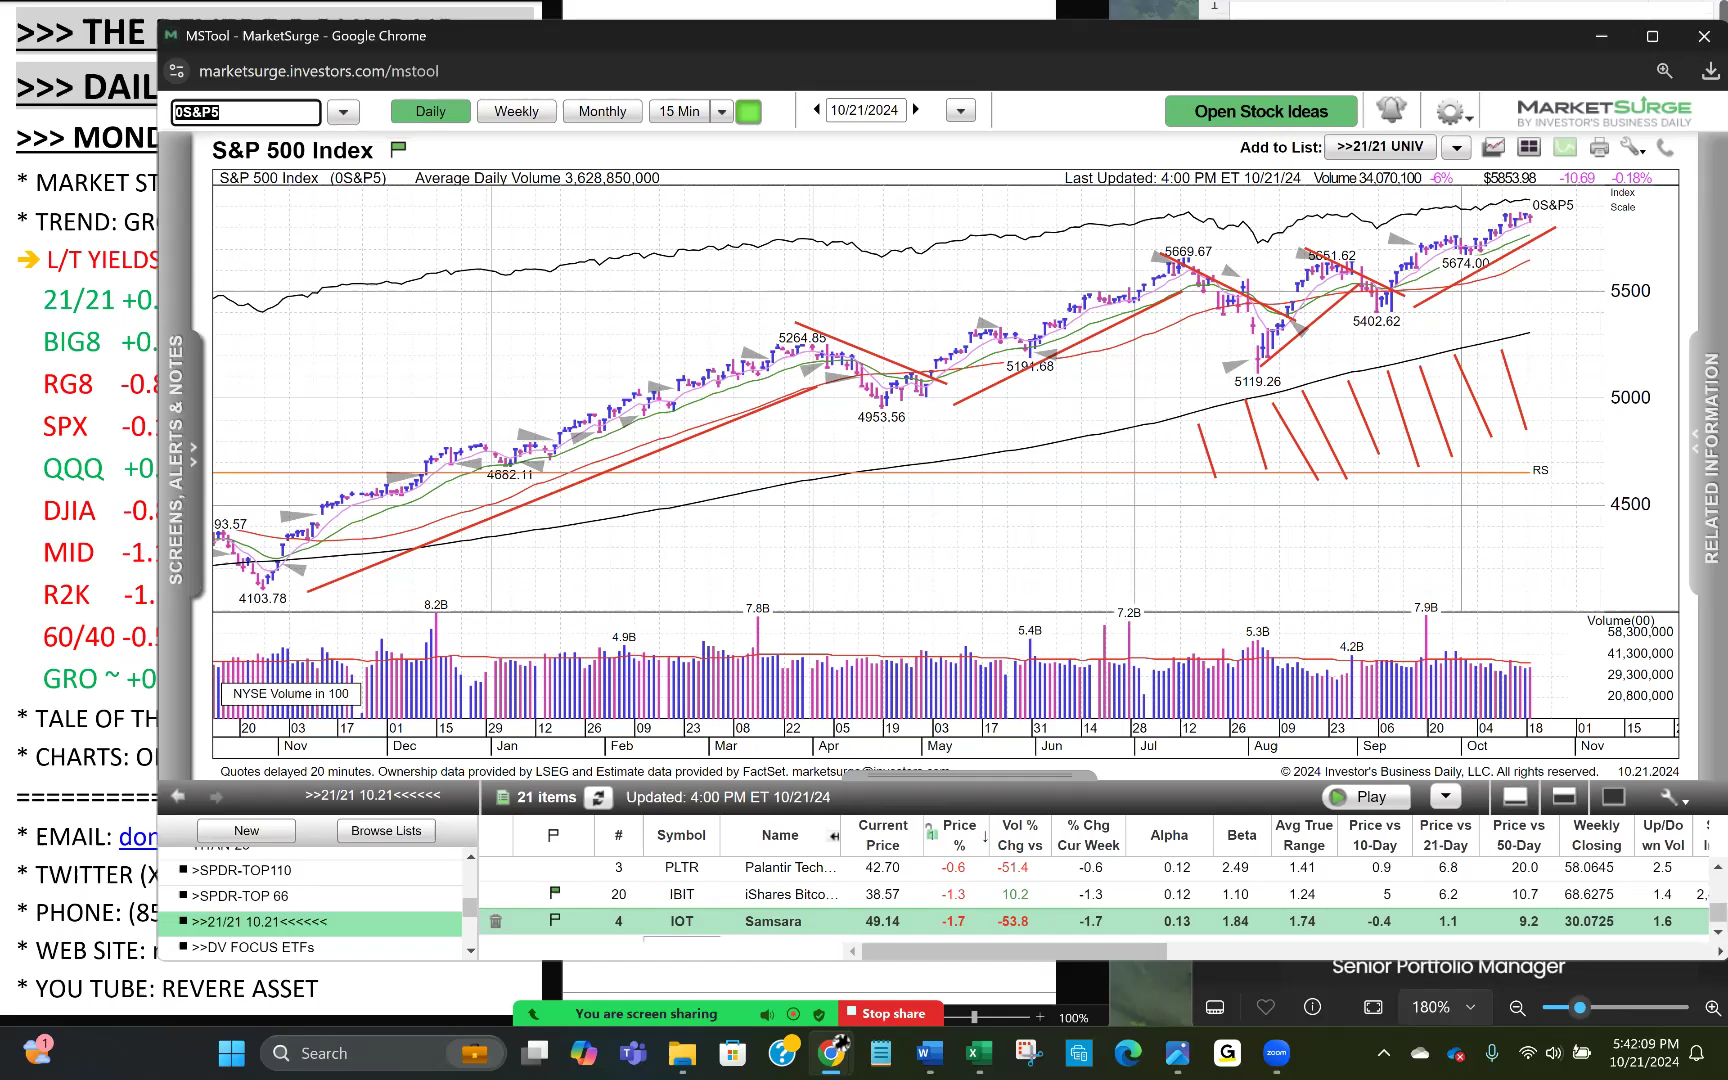 >>> THE
>>> DAIL
>>> MOND
* MARKET ST
* TREND: GRO
L/T YIELDS
21/21 +0.
BIG8 +0.
RG8 -0.8
SPX -0.1
QQQ +0.
DJIA -0.8
MID -1.
R2K -1.
60/40 -0.5
GRO ~ +0
* TALE OF TH
* CHARTS: O
===========
* EMAIL: don
* TWITTER (X
* PHONE: (85
* WEB SITE: r
* YOU TUBE: REVERE ASSET
MSTool - MarketSurge - Google Chrome
marketsurge.investors.com/mstool
0S&P5
Daily
Weekly
Monthly
15 Min
10/21/2024
Open Stock Ideas
MARKETSURGE
BY INVESTOR'S BUSINESS DAILY
S&P 500 Index
Add to List:
>>21/21 UNIV
S&P 500 Index (0S&P5) Average Daily Volume 3,628,850,000
Last Updated: 4:00 PM ET 10/21/24 Volume 34,070,100 -6% $5853.98 -10.69 -0.18%
Index
Scale
0S&P5
5669.67
5651.62
5674.00
5500
5402.62
5264.85
5191.68
5119.26
5000
4953.56
4682.11
RS
4500
93.57
4103.78
SCREENS, ALERTS & NOTES
RELATED INFORMATION
8.2B
7.8B
7.2B
7.9B
4.9B
5.4B
5.3B
4.2B
Volume(00)
58,300,000
41,300,000
29,300,000
20,800,000
NYSE Volume in 100
20 03 17 01 15 29 12 26 09 23 08 22 05 19 03 17 31 14 28 12 26 09 23 06 20 04 18 01 15
Nov Dec Jan Feb Mar Apr May Jun Jul Aug Sep Oct Nov
Quotes delayed 20 minutes. Ownership data provided by LSEG and Estimate data provided by FactSet. marketsurge@investors.com
© 2024 Investor's Business Daily, LLC. All rights reserved. 10.21.2024
>>21/21 10.21<<<<<<
21 items
Updated: 4:00 PM ET 10/21/24
Play
New
Browse Lists
>SPDR-TOP110
>SPDR-TOP 66
>>21/21 10.21<<<<<<
>>DV FOCUS ETFs
# Symbol Name Current Price Price % Vol % Chg vs % Chg Cur Week Alpha Beta Avg True Range Price vs 10-Day Price vs 21-Day Price vs 50-Day Weekly Closing Up/Do wn Vol
3 PLTR Palantir Tech... 42.70 -0.6 -51.4 -0.6 0.12 2.49 1.41 0.9 6.8 20.0 58.0645 2.5
20 IBIT iShares Bitco... 38.57 -1.3 10.2 -1.3 0.12 1.10 1.24 5 6.2 10.7 68.6275 1.4 2,
4 IOT Samsara 49.14 -1.7 -53.8 -1.7 0.13 1.84 1.74 -0.4 1.1 9.2 30.0725 1.6
Senior Portfolio Manager
180%
You are screen sharing
Stop share
100%
1
Search
zoom
5:42:09 PM
10/21/2024